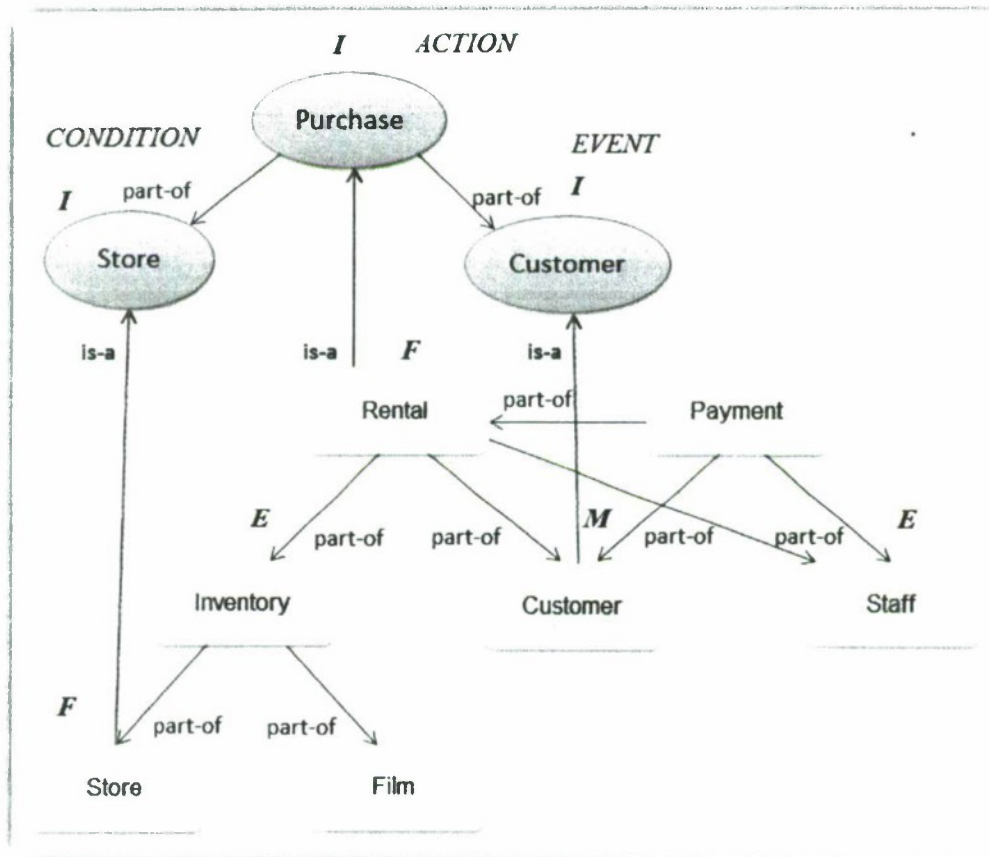 I ACTION
Purchase
CONDITION
EVENT
I part-of
part-of I
Store
Customer
is-a
is-a F
is-a
Rental
part-of
Payment
E
M
E
part-of
part-of
part-of
part-of
Inventory
Customer
Staff
F
part-of
part-of
Store
Film